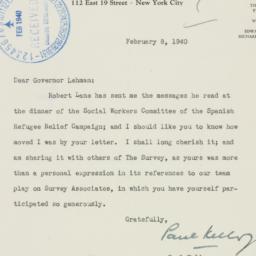 112 East 19 Street · New York City
RECEIVED
FEB 1940
February 8, 1940
Dear Governor Lehman:
Robert Lane has sent me the messages he read at
the dinner of the Social Workers Committee of the Spanish
Refugee Relief Campaign; and I should like you to know how
moved I was by your letter. I shall long cherish it; and
am sharing it with others of The Survey, as yours was more
than a personal expression in its references to our team
play on Survey Associates, in which you have yourself par-
ticipated so generously.
Gratefully,
Paul Kellogg